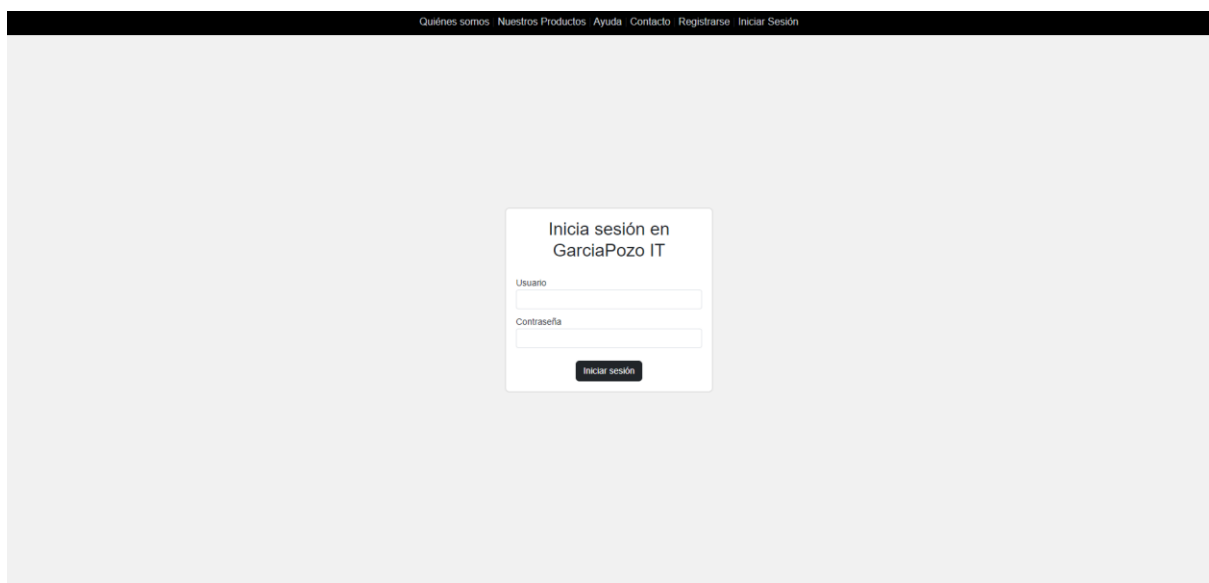 Quiénes somos | Nuestros Productos | Ayuda | Contacto | Registrarse | Iniciar Sesión
Inicia sesión en
GarciaPozo IT
Usuario
Contraseña
Iniciar sesión